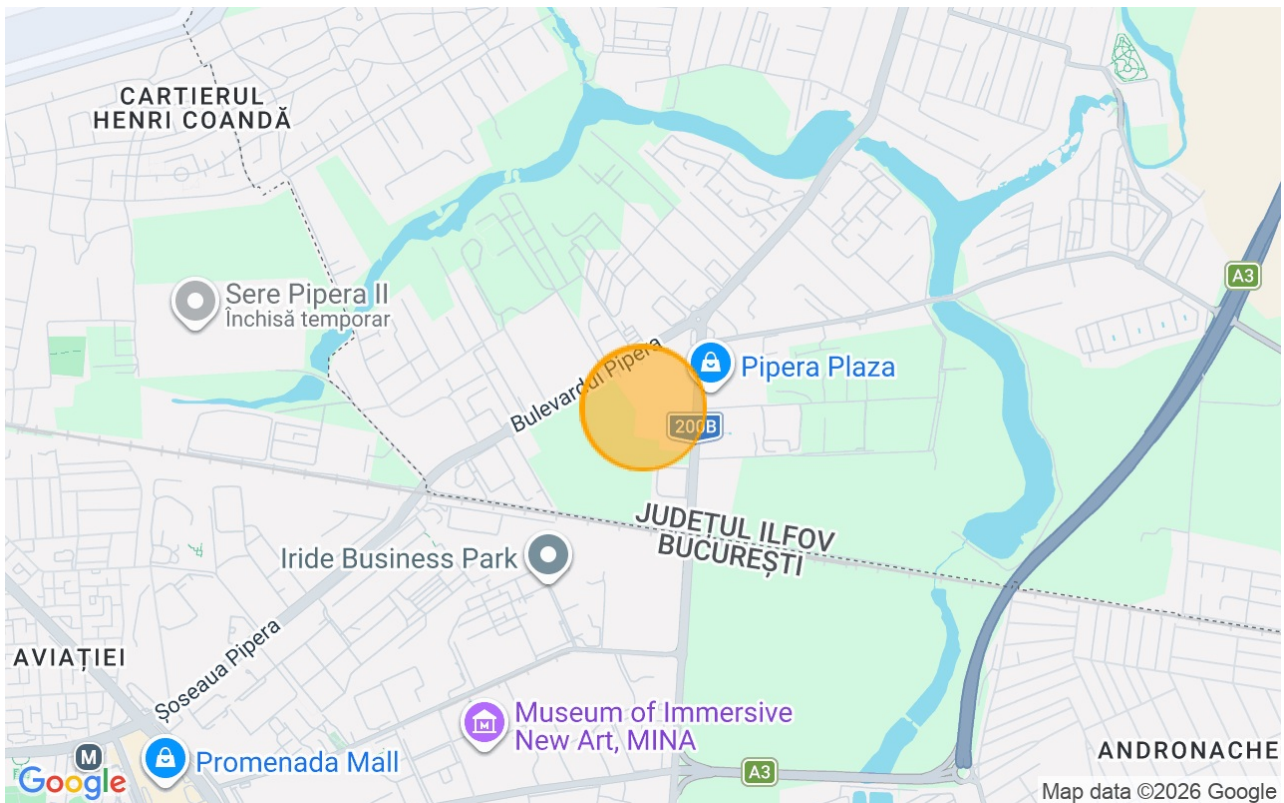 CARTIERUL
HENRI COANDĂ
Sere Pipera II
Închisă temporar
A3
Bulevardul Pipera
Pipera Plaza
200B
JUDEȚUL ILFOV
BUCUREȘTI
Iride Business Park
AVIAȚIEI
Șoseaua Pipera
Museum of Immersive
New Art, MINA
M
Promenada Mall
A3
ANDRONACHE
Google
Map data ©2026 Google